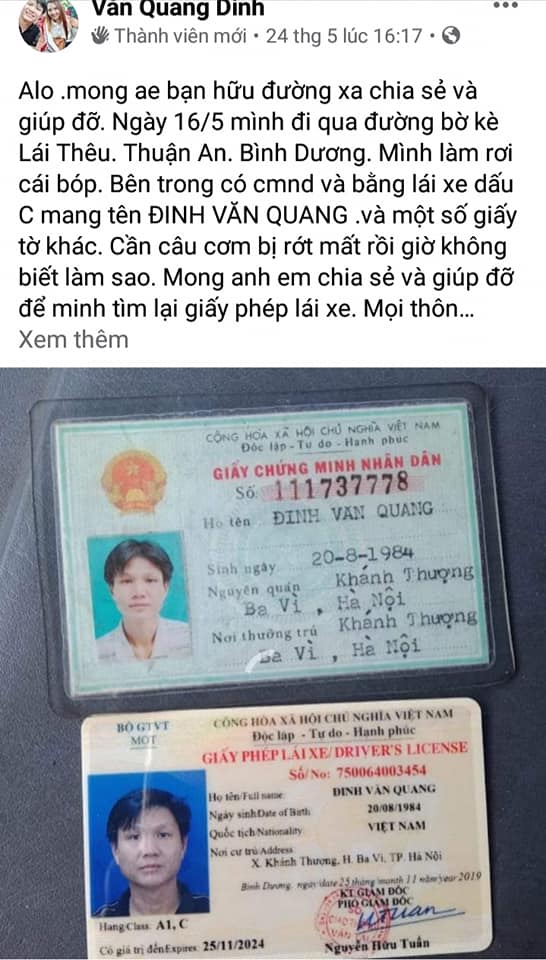 Văn Quang Dinh
Thành viên mới • 24 thg 5 lúc 16:17 •
Alo .mong ae bạn hữu đường xa chia sẻ và
giúp đỡ. Ngày 16/5 mình đi qua đường bờ kè
Lái Thêu. Thuận An. Bình Dương. Mình làm rơi
cái bóp. Bên trong có cmnd và bằng lái xe dấu
C mang tên ĐINH VĂN QUANG .và một số giấy
tờ khác. Cần câu cơm bị rớt mất rồi giờ không
biết làm sao. Mong anh em chia sẻ và giúp đỡ
để minh tìm lại giấy phép lái xe. Mọi thôn...
Xem thêm
CỘNG HÒA XÃ HỘI CHỦ NGHĨA VIỆT NAM
Độc lập - Tự do - Hạnh phúc
GIẤY CHỨNG MINH NHÂN DÂN
Số 111737778
Họ tên ĐINH VĂN QUANG
Sinh ngày 20-8-1984
Nguyên quán Khánh Thượng
Ba Vì , Hà Nội
Nơi thường trú Khánh Thượng
Ba Vì , Hà Nội
BỘ GTVT
MOT
CỘNG HÒA XÃ HỘI CHỦ NGHĨA VIỆT NAM
Độc lập - Tự do - Hạnh phúc
GIẤY PHÉP LÁI XE/DRIVER'S LICENSE
Số/No: 750064003454
Họ tên/Full name: ĐINH VĂN QUANG
Ngày sinh/Date of Birth: 20/08/1984
Quốc tịch/Nationality: VIỆT NAM
Nơi cư trú/Address:
X. Khánh Thượng, H. Ba Vì, TP. Hà Nội
Bình Dương, ngày/date 25 tháng/month 11 năm/year 2019
KT GIÁM ĐỐC
PHÓ GIÁM ĐỐC
Hạng/Class: A1, C
Có giá trị đến/Expires: 25/11/2024
Nguyễn Hữu Tuấn